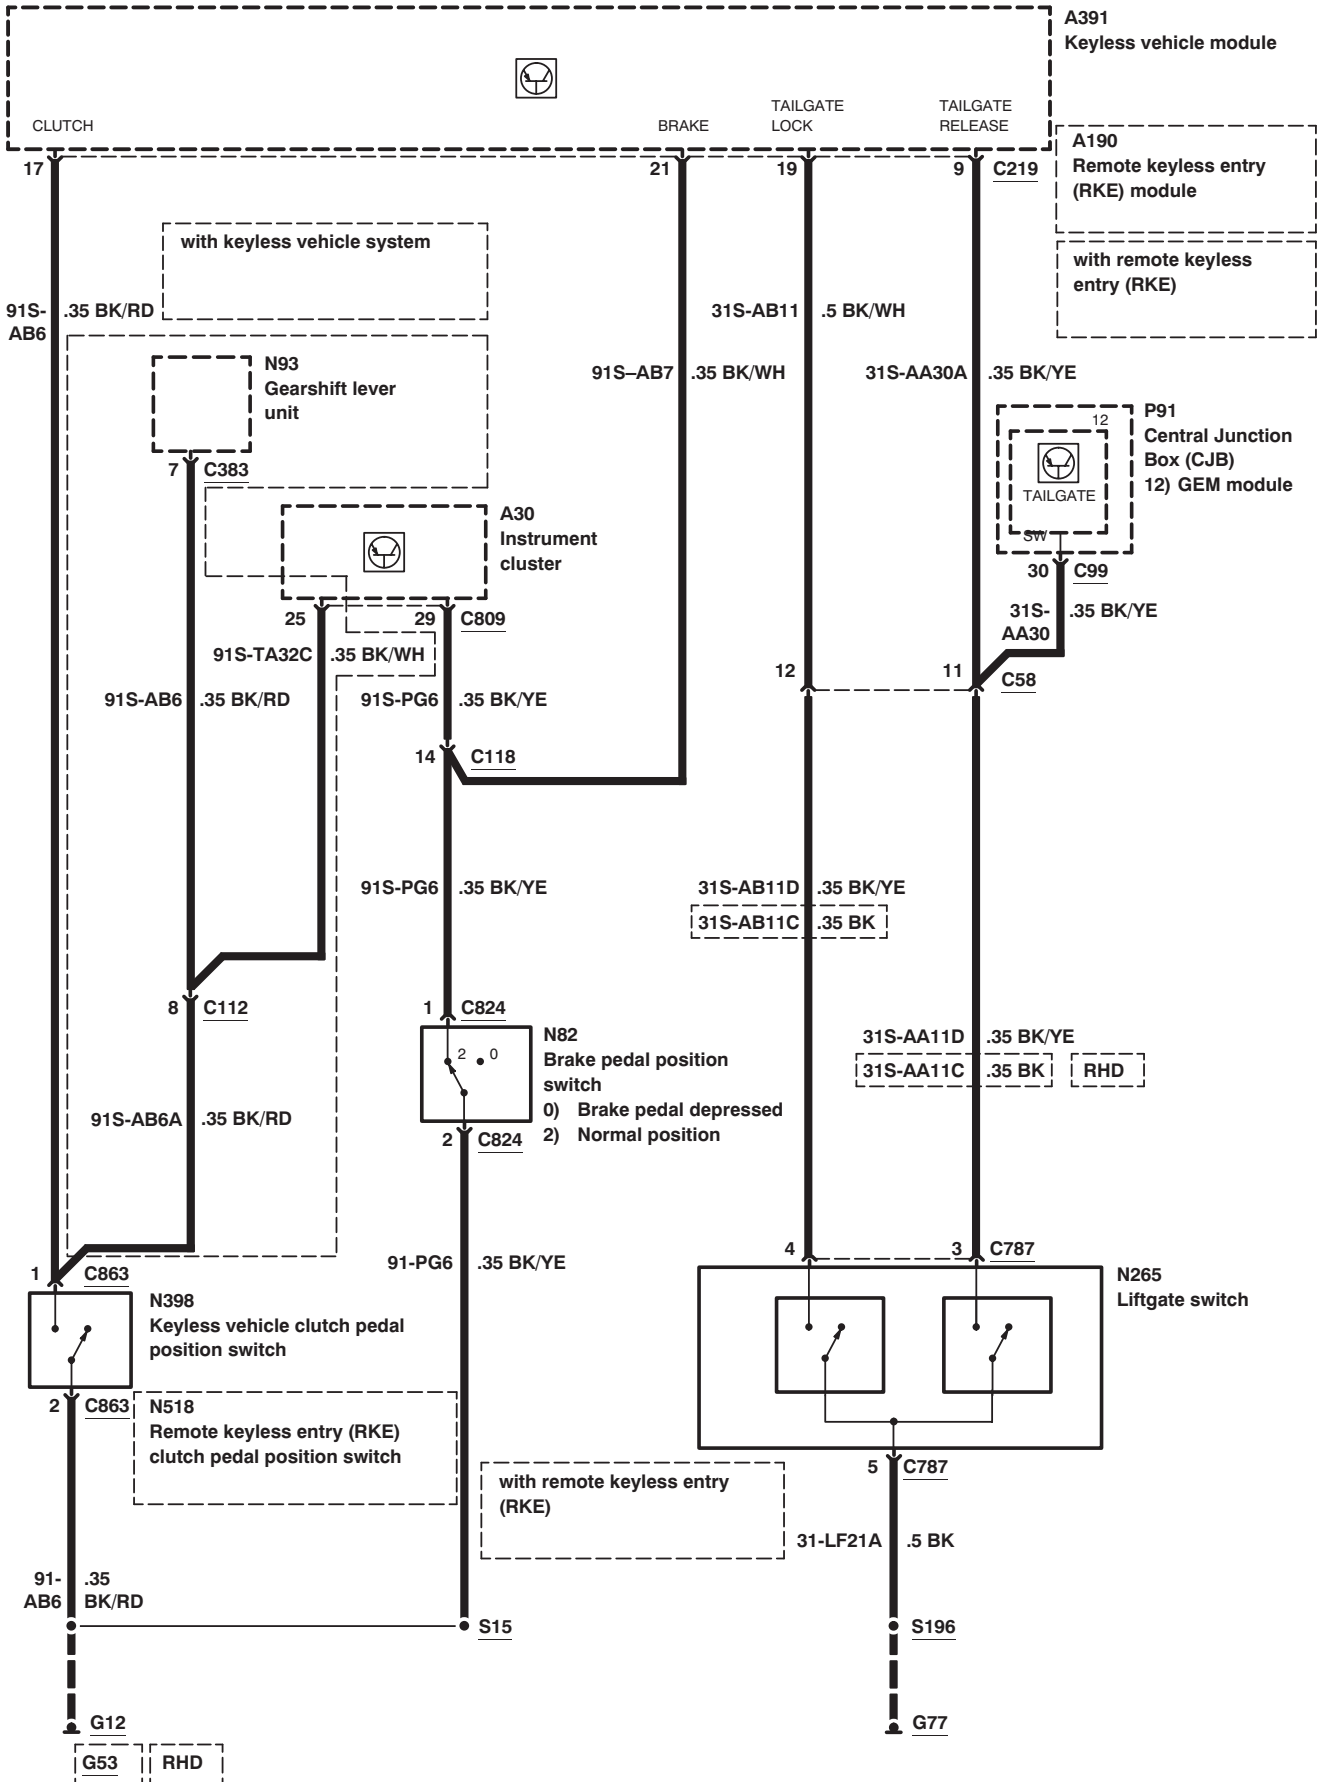 A391
Keyless vehicle module
CLUTCH
BRAKE
TAILGATE
LOCK
TAILGATE
RELEASE
A190
Remote keyless entry
(RKE) module
17
21
19
9
C219
with keyless vehicle system
with remote keyless
entry (RKE)
91S-
AB6
.35 BK/RD
31S-AB11
.5 BK/WH
N93
Gearshift lever
unit
91S–AB7
.35 BK/WH
31S-AA30A
.35 BK/YE
7
C383
P91
Central Junction
Box (CJB)
12) GEM module
12
TAILGATE
SW
A30
Instrument
cluster
30
C99
25
29
C809
31S-
AA30
.35 BK/YE
91S-TA32C
.35 BK/WH
12
11
C58
91S-AB6
.35 BK/RD
91S-PG6
.35 BK/YE
14
C118
91S-PG6
.35 BK/YE
31S-AB11D
.35 BK/YE
31S-AB11C
.35 BK
8
C112
1
C824
N82
Brake pedal position
switch
0) Brake pedal depressed
2) Normal position
2
0
31S-AA11D
.35 BK/YE
31S-AA11C
.35 BK
RHD
91S-AB6A
.35 BK/RD
2
C824
91-PG6
.35 BK/YE
4
3
C787
1
C863
N265
Liftgate switch
N398
Keyless vehicle clutch pedal
position switch
2
C863
N518
Remote keyless entry (RKE)
clutch pedal position switch
5
C787
with remote keyless entry
(RKE)
31-LF21A
.5 BK
91-
AB6
.35
BK/RD
S15
S196
G12
G77
G53
RHD